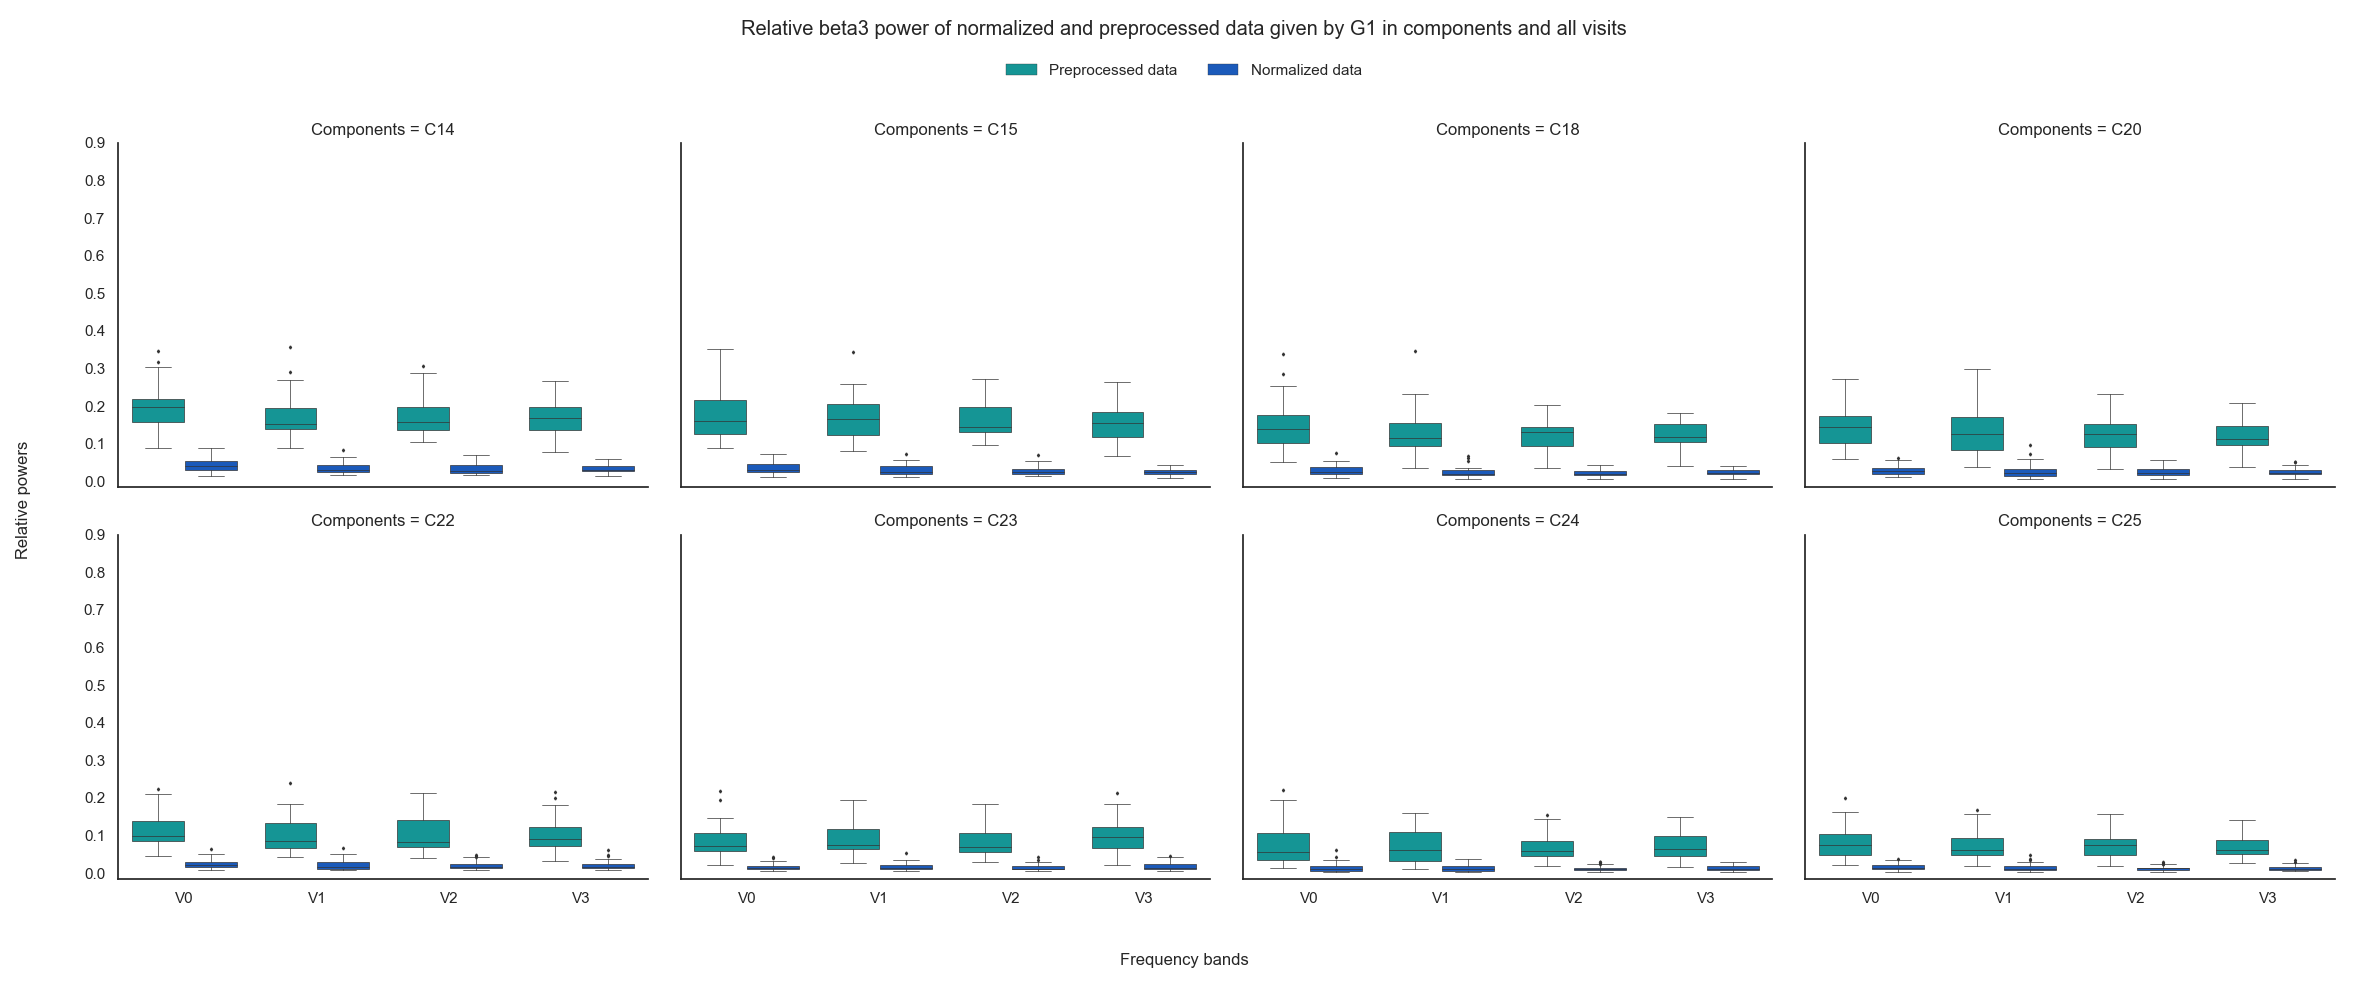 Relative beta3 power of normalized and preprocessed data given by G1 in components and all visits
Preprocessed data Normalized data
Components = C14 Components = C15 Components = C18 Components = C20
0.9
0.8
0.7
0.6
0.5
0.4
0.3
0.2
0.1
0.0
Relative powers
Components = C22 Components = C23 Components = C24 Components = C25
0.9
0.8
0.7
0.6
0.5
0.4
0.3
0.2
0.1
0.0
V0 V1 V2 V3 V0 V1 V2 V3 V0 V1 V2 V3 V0 V1 V2 V3
Frequency bands